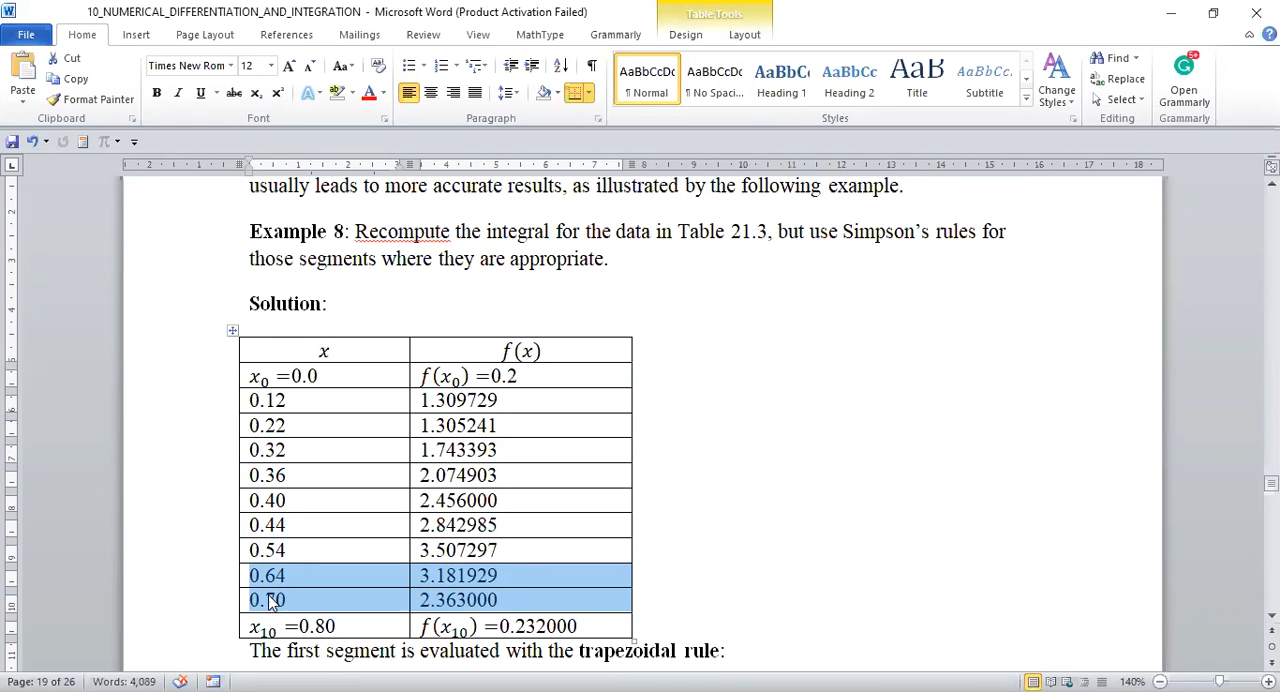 10_NUMERICAL_DIFFERENTIATION_AND_INTEGRATION - Microsoft Word (Product Activation Failed)
Table Tools
File Home Insert Page Layout References Mailings Review View MathType Grammarly Design Layout
Cut
Copy
Format Painter
Paste
Clipboard
Times New Rom 12
Font
Paragraph
AaBbCcDc AaBbCcDc AaBbC AaBbCc AaB AaBbCc.
¶ Normal ¶ No Spaci... Heading 1 Heading 2 Title Subtitle
Change Styles
Styles
Find
Replace
Select
Editing
Open Grammarly
Grammarly
usually leads to more accurate results, as illustrated by the following example.
Example 8: Recompute the integral for the data in Table 21.3, but use Simpson’s rules for
those segments where they are appropriate.
Solution:
x f(x)
x₀ =0.0 f(x₀) =0.2
0.12 1.309729
0.22 1.305241
0.32 1.743393
0.36 2.074903
0.40 2.456000
0.44 2.842985
0.54 3.507297
0.64 3.181929
0.70 2.363000
x₁₀ =0.80 f(x₁₀) =0.232000
The first segment is evaluated with the trapezoidal rule:
Page: 19 of 26 Words: 4,089 140%